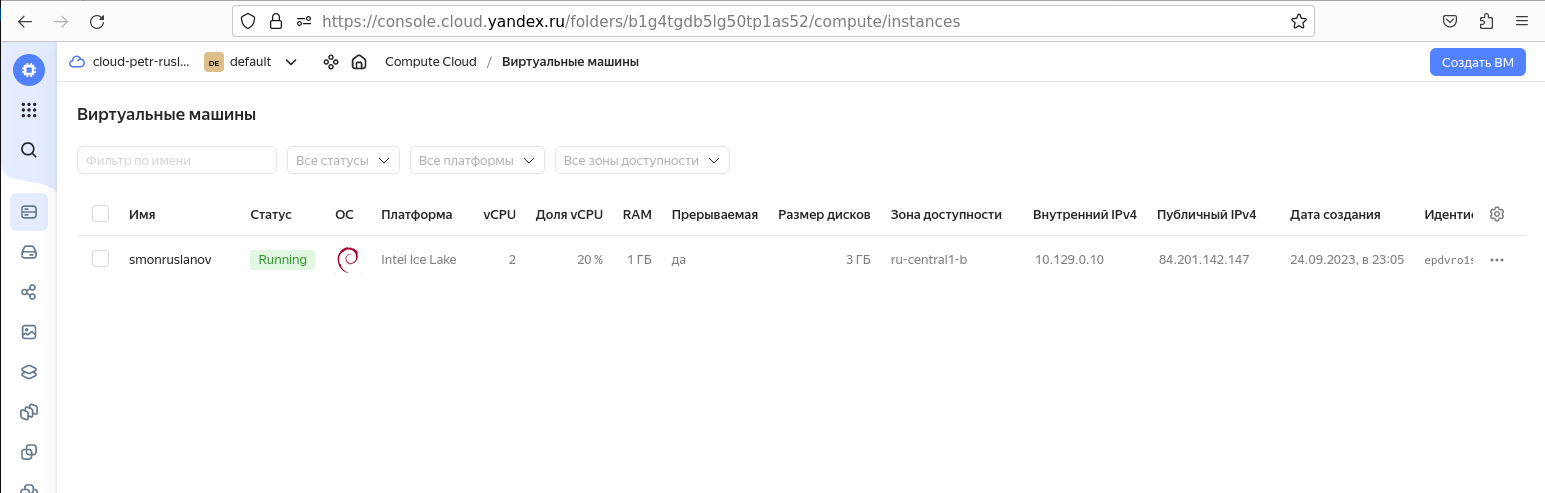 https://console.cloud.yandex.ru/folders/b1g4tgdb5lg50tp1as52/compute/instances
cloud-petr-rusl... DE default Compute Cloud / Виртуальные машины Создать ВМ
Виртуальные машины
Фильтр по имени Все статусы Все платформы Все зоны доступности
Имя Статус ОС Платформа vCPU Доля vCPU RAM Прерываемая Размер дисков Зона доступности Внутренний IPv4 Публичный IPv4 Дата создания Иденти
smonruslanov Running Intel Ice Lake 2 20 % 1 ГБ да 3 ГБ ru-central1-b 10.129.0.10 84.201.142.147 24.09.2023, в 23:05 epdvro1s